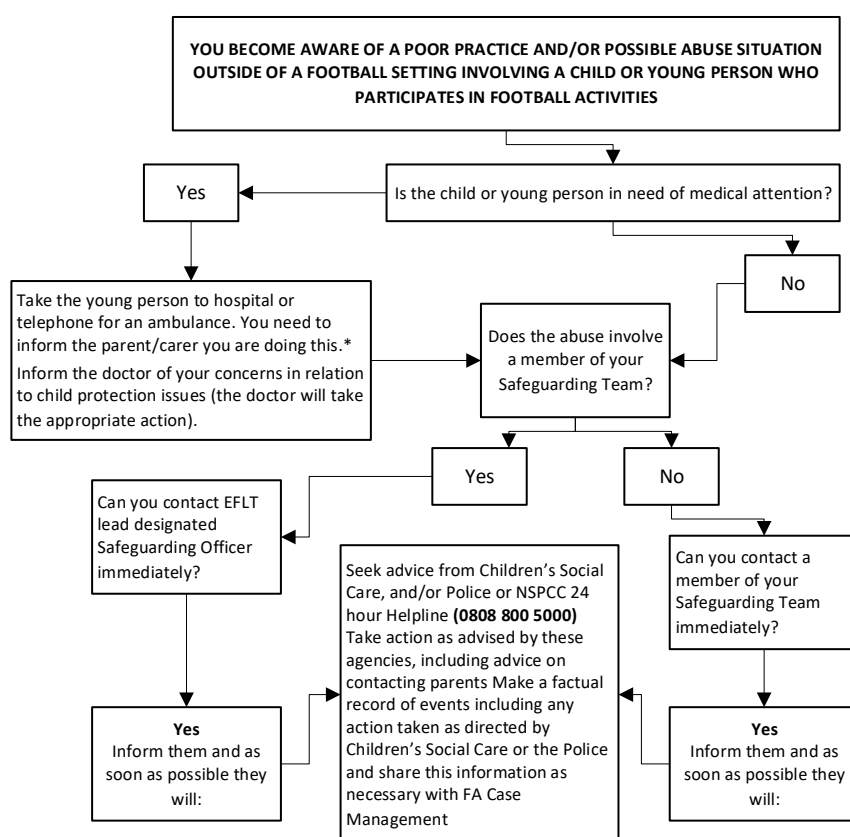 YOU BECOME AWARE OF A POOR PRACTICE AND/OR POSSIBLE ABUSE SITUATION
OUTSIDE OF A FOOTBALL SETTING INVOLVING A CHILD OR YOUNG PERSON WHO
PARTICIPATES IN FOOTBALL ACTIVITIES
Is the child or young person in need of medical attention?
Yes
No
Take the young person to hospital or
telephone for an ambulance. You need to
inform the parent/carer you are doing this.*
Inform the doctor of your concerns in relation
to child protection issues (the doctor will take
the appropriate action).
Does the abuse involve
a member of your
Safeguarding Team?
Yes
No
Can you contact EFLT
lead designated
Safeguarding Officer
immediately?
Can you contact a
member of your
Safeguarding Team
immediately?
Yes
Inform them and as
soon as possible they
will:
Yes
Inform them and as
soon as possible they
will:
Seek advice from Children’s Social
Care, and/or Police or NSPCC 24
hour Helpline (0808 800 5000)
Take action as advised by these
agencies, including advice on
contacting parents Make a factual
record of events including any
action taken as directed by
Children’s Social Care or the Police
and share this information as
necessary with FA Case
Management